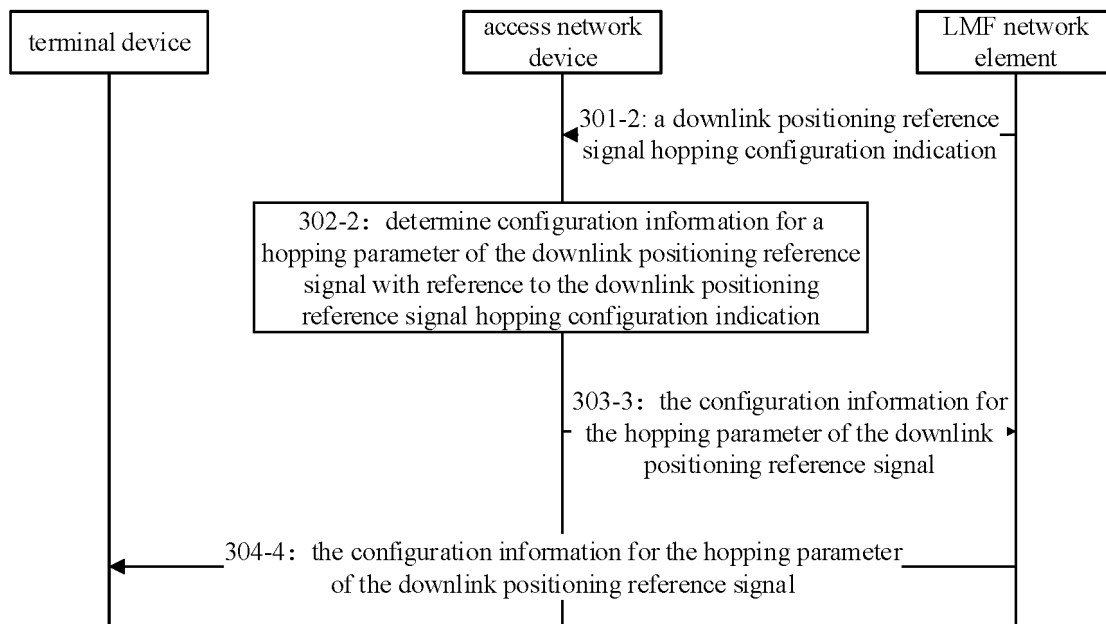 terminal device
access network
device
LMF network
element
301-2: a downlink positioning reference
signal hopping configuration indication
302-2：determine configuration information for a
hopping parameter of the downlink positioning reference
signal with reference to the downlink positioning
reference signal hopping configuration indication
303-3：the configuration information for
the hopping parameter of the downlink
positioning reference signal
304-4：the configuration information for the hopping parameter
of the downlink positioning reference signal